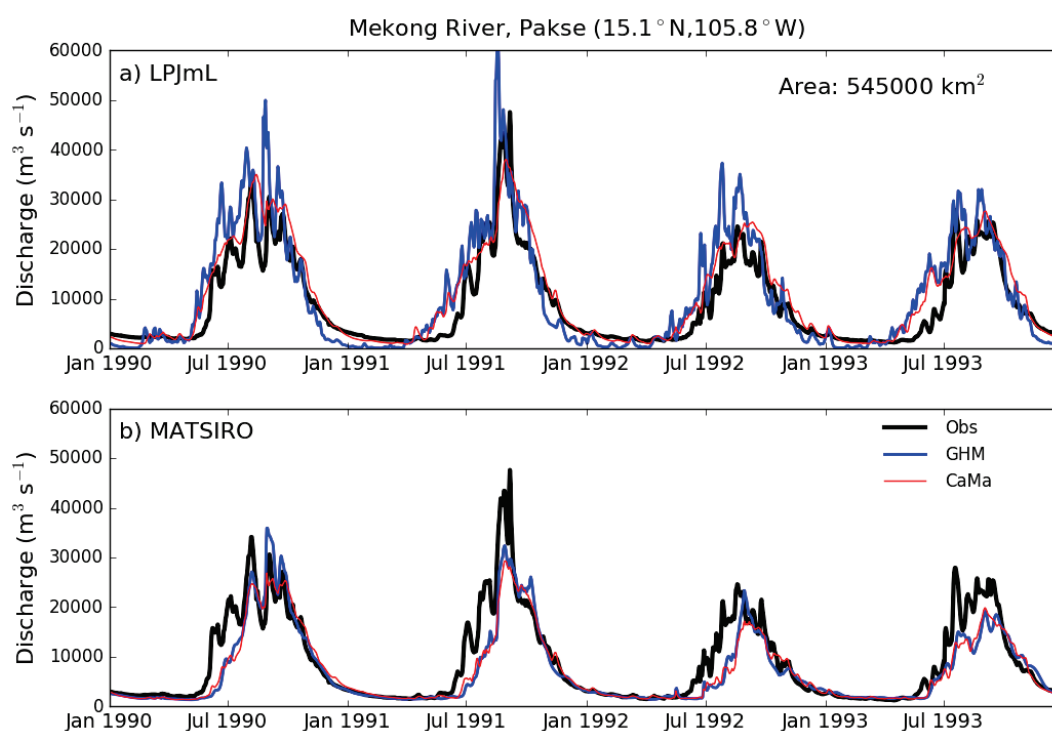 Mekong River, Pakse (15.1°N,105.8°W)
60000
a) LPJmL
Area: 545000 km²
50000
40000
30000
20000
10000
0
Discharge (m³ s⁻¹)
Jan 1990 Jul 1990 Jan 1991 Jul 1991 Jan 1992 Jul 1992 Jan 1993 Jul 1993
60000
b) MATSIRO
Obs
GHM
CaMa
50000
40000
30000
20000
10000
0
Discharge (m³ s⁻¹)
Jan 1990 Jul 1990 Jan 1991 Jul 1991 Jan 1992 Jul 1992 Jan 1993 Jul 1993